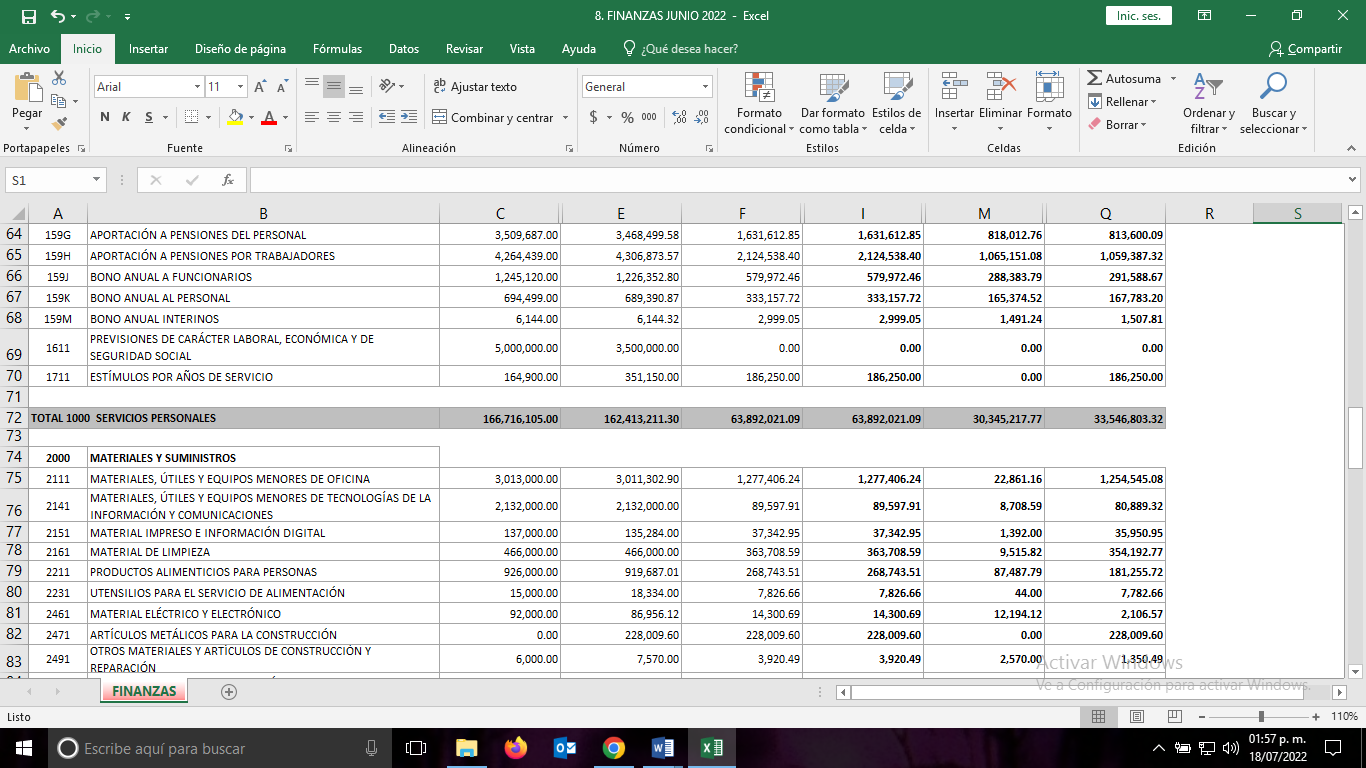 8. FINANZAS JUNIO 2022 - Excel
Inic. ses.
Archivo Inicio Insertar Diseño de página Fórmulas Datos Revisar Vista Ayuda ¿Qué desea hacer? Compartir
Pegar
Arial 11
N K S
Ajustar texto
Combinar y centrar
General
$ % 000
Formato condicional
Dar formato como tabla
Estilos de celda
Insertar Eliminar Formato
Autosuma
Rellenar
Borrar
Ordenar y filtrar
Buscar y seleccionar
Portapapeles Fuente Alineación Número Estilos Celdas Edición
S1 fx
A B C E F I M Q R S
64 159G APORTACIÓN A PENSIONES DEL PERSONAL 3,509,687.00 3,468,499.58 1,631,612.85 1,631,612.85 818,012.76 813,600.09
65 159H APORTACIÓN A PENSIONES POR TRABAJADORES 4,264,439.00 4,306,873.57 2,124,538.40 2,124,538.40 1,065,151.08 1,059,387.32
66 159J BONO ANUAL A FUNCIONARIOS 1,245,120.00 1,226,352.80 579,972.46 579,972.46 288,383.79 291,588.67
67 159K BONO ANUAL AL PERSONAL 694,499.00 689,390.87 333,157.72 333,157.72 165,374.52 167,783.20
68 159M BONO ANUAL INTERINOS 6,144.00 6,144.32 2,999.05 2,999.05 1,491.24 1,507.81
69 1611 PREVISIONES DE CARÁCTER LABORAL, ECONÓMICA Y DE
SEGURIDAD SOCIAL 5,000,000.00 3,500,000.00 0.00 0.00 0.00 0.00
70 1711 ESTÍMULOS POR AÑOS DE SERVICIO 164,900.00 351,150.00 186,250.00 186,250.00 0.00 186,250.00
71
72 TOTAL 1000 SERVICIOS PERSONALES 166,716,105.00 162,413,211.30 63,892,021.09 63,892,021.09 30,345,217.77 33,546,803.32
73
74 2000 MATERIALES Y SUMINISTROS
75 2111 MATERIALES, ÚTILES Y EQUIPOS MENORES DE OFICINA 3,013,000.00 3,011,302.90 1,277,406.24 1,277,406.24 22,861.16 1,254,545.08
76 2141 MATERIALES, ÚTILES Y EQUIPOS MENORES DE TECNOLOGÍAS DE LA
INFORMACIÓN Y COMUNICACIONES 2,132,000.00 2,132,000.00 89,597.91 89,597.91 8,708.59 80,889.32
77 2151 MATERIAL IMPRESO E INFORMACIÓN DIGITAL 137,000.00 135,284.00 37,342.95 37,342.95 1,392.00 35,950.95
78 2161 MATERIAL DE LIMPIEZA 466,000.00 466,000.00 363,708.59 363,708.59 9,515.82 354,192.77
79 2211 PRODUCTOS ALIMENTICIOS PARA PERSONAS 926,000.00 919,687.01 268,743.51 268,743.51 87,487.79 181,255.72
80 2231 UTENSILIOS PARA EL SERVICIO DE ALIMENTACIÓN 15,000.00 18,334.00 7,826.66 7,826.66 44.00 7,782.66
81 2461 MATERIAL ELÉCTRICO Y ELECTRÓNICO 92,000.00 86,956.12 14,300.69 14,300.69 12,194.12 2,106.57
82 2471 ARTÍCULOS METÁLICOS PARA LA CONSTRUCCIÓN 0.00 228,009.60 228,009.60 228,009.60 0.00 228,009.60
83 2491 OTROS MATERIALES Y ARTÍCULOS DE CONSTRUCCIÓN Y
REPARACIÓN 6,000.00 7,570.00 3,920.49 3,920.49 2,570.00 1,350.49
Activar Windows
Ve a Configuración para activar Windows.
FINANZAS
Listo 110%
Escribe aquí para buscar
01:57 p. m.
18/07/2022